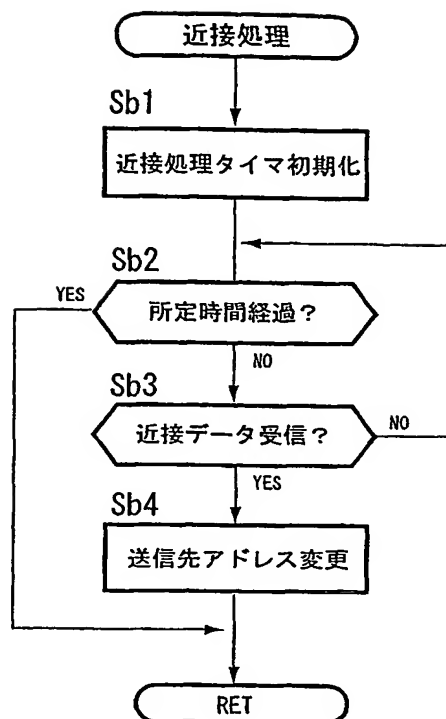 近接処理
Sb1
近接処理タイマ初期化
Sb2
YES
所定時間経過？
NO
Sb3
近接データ受信？
NO
YES
Sb4
送信先アドレス変更
RET